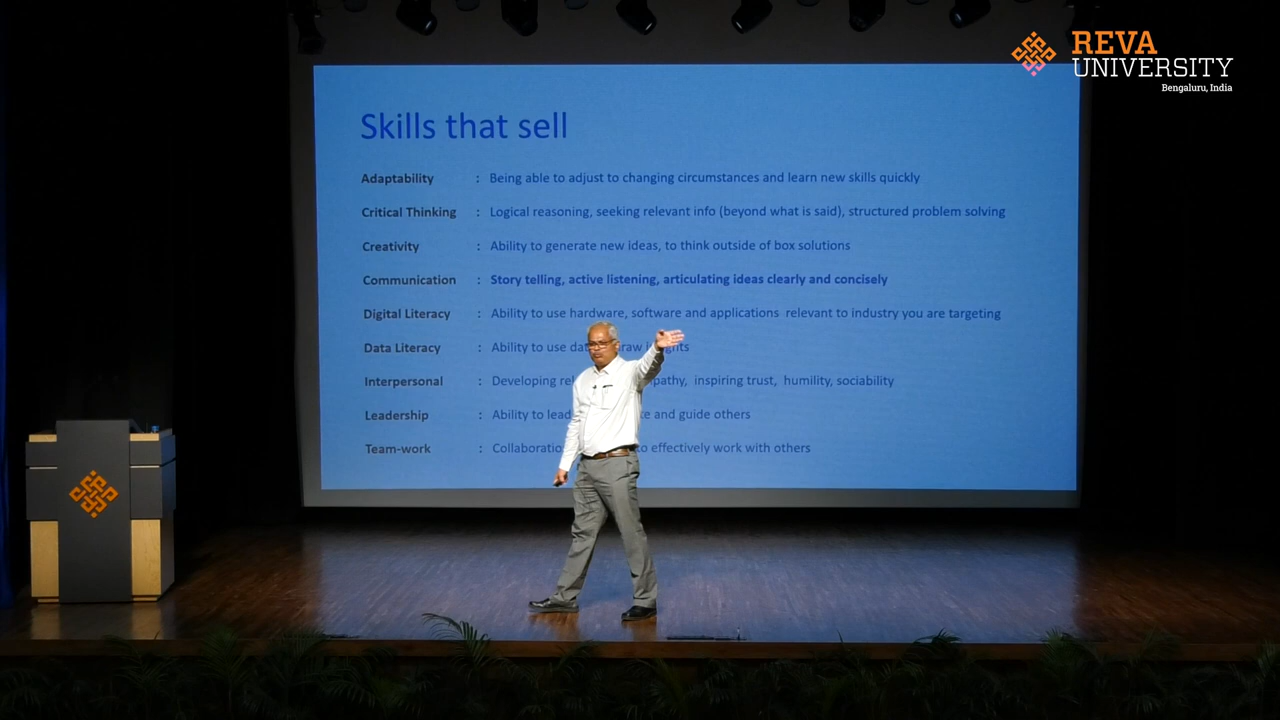 REVA
UNIVERSITY
Bengaluru, India
Skills that sell
Adaptability : Being able to adjust to changing circumstances and learn new skills quickly
Critical Thinking : Logical reasoning, seeking relevant info (beyond what is said), structured problem solving
Creativity : Ability to generate new ideas, to think outside of box solutions
Communication : Story telling, active listening, articulating ideas clearly and concisely
Digital Literacy : Ability to use hardware, software and applications relevant to industry you are targeting
Data Literacy : Ability to use
Interpersonal : Developing inspiring trust, humility, sociability
Leadership : Ability to lead and guide others
Team-work : to effectively work with others